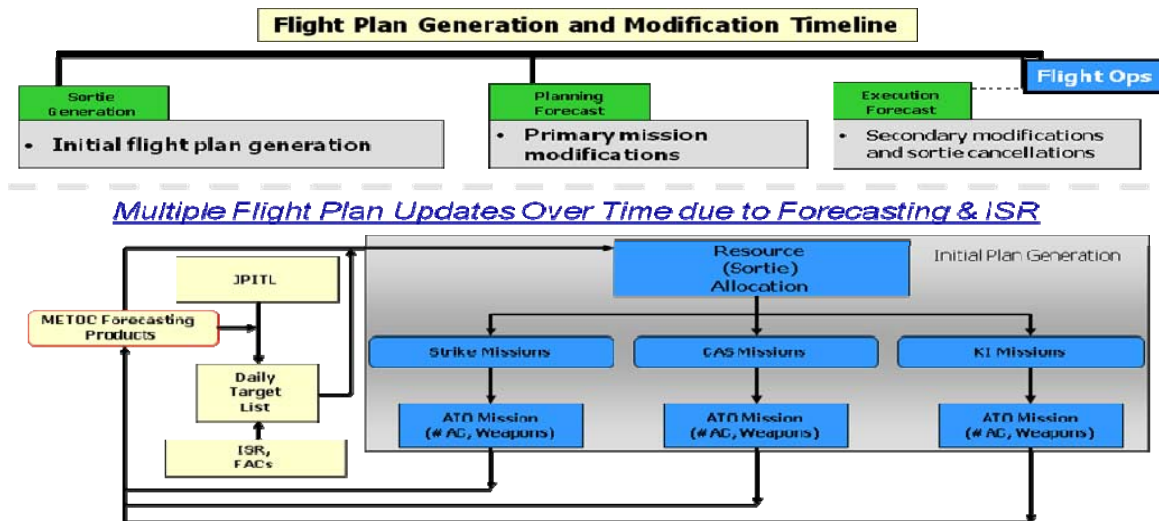 Flight Plan Generation and Modification Timeline
Flight Ops
Sortie
Generation
• Initial flight plan generation
Planning
Forecast
• Primary mission
modifications
Execution
Forecast
• Secondary modifications
and sortie cancellations
Multiple Flight Plan Updates Over Time due to Forecasting & ISR
JPITL
METOC Forecasting
Products
Daily
Target
List
ISR,
FACs
Resource
(Sortie)
Allocation
Initial Plan Generation
Strike Missions
CAS Missions
KI Missions
ATO Mission
(# AC, Weapons)
ATO Mission
(# AC, Weapons)
ATO Mission
(# AC, Weapons)